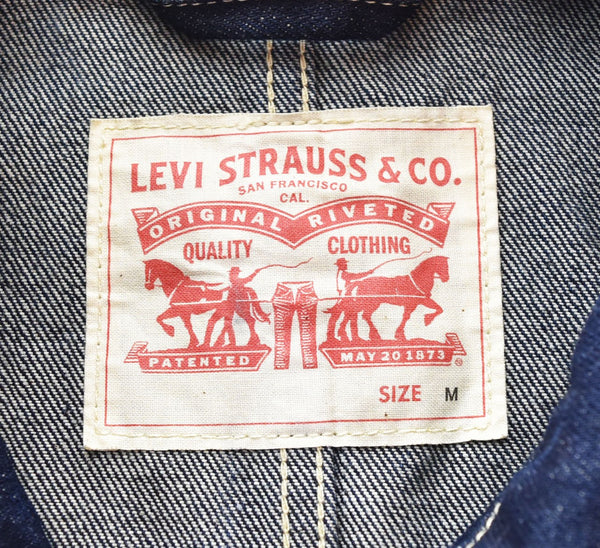 LEVI STRAUSS & CO.
SAN FRANCISCO
CAL.
ORIGINAL RIVETED
QUALITY CLOTHING
PATENTED MAY 20 1873 ®
SIZE M